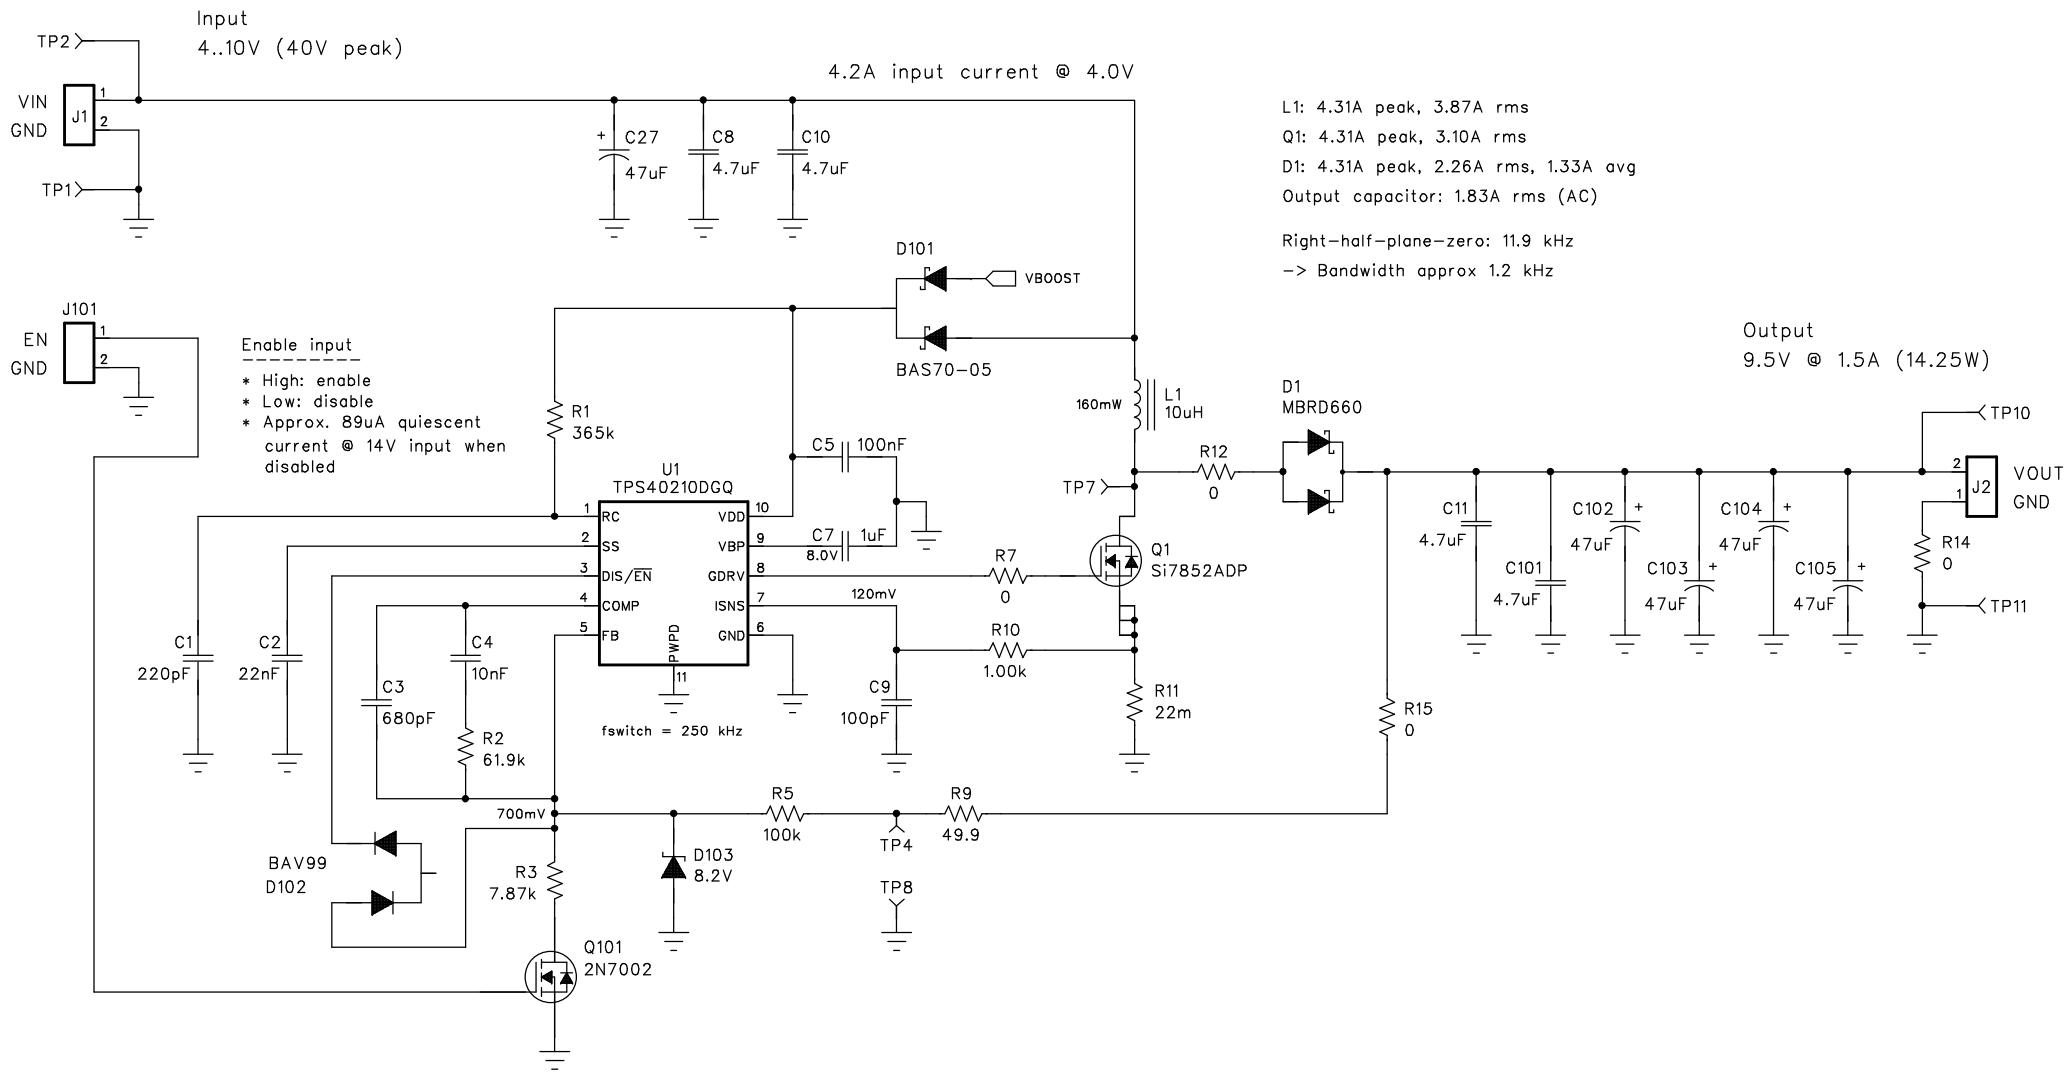 Input
4..10V (40V peak)
TP2
4.2A input current @ 4.0V
VIN
GND
J1
1
2
TP1
C27
47uF
+
C8
4.7uF
C10
4.7uF
L1: 4.31A peak, 3.87A rms
Q1: 4.31A peak, 3.10A rms
D1: 4.31A peak, 2.26A rms, 1.33A avg
Output capacitor: 1.83A rms (AC)
Right-half-plane-zero: 11.9 kHz
-> Bandwidth approx 1.2 kHz
D101
VBOOST
BAS70-05
J101
EN
GND
1
2
Enable input
----------
* High: enable
* Low: disable
* Approx. 89uA quiescent
current @ 14V input when
disabled
R1
365k
Output
9.5V @ 1.5A (14.25W)
160mW
L1
10uH
D1
MBRD660
R12
0
TP7
TP10
J2
2
1
VOUT
GND
C5
100nF
C7
8.0V
1uF
U1
TPS40210DGQ
1
RC
2
SS
3
DIS/EN
4
COMP
5
FB
VDD
10
VBP
9
GDRV
8
ISNS
7
GND
6
PWPD
11
fswitch = 250 kHz
R7
0
Q1
Si7852ADP
120mV
R10
1.00k
C9
100pF
R11
22m
C11
4.7uF
C101
4.7uF
C102
47uF
+
C103
47uF
+
C104
47uF
+
C105
47uF
+
R14
0
TP11
C1
220pF
C2
22nF
C3
680pF
C4
10nF
R2
61.9k
R15
0
700mV
R5
100k
R9
49.9
TP4
TP8
BAV99
D102
R3
7.87k
D103
8.2V
Q101
2N7002